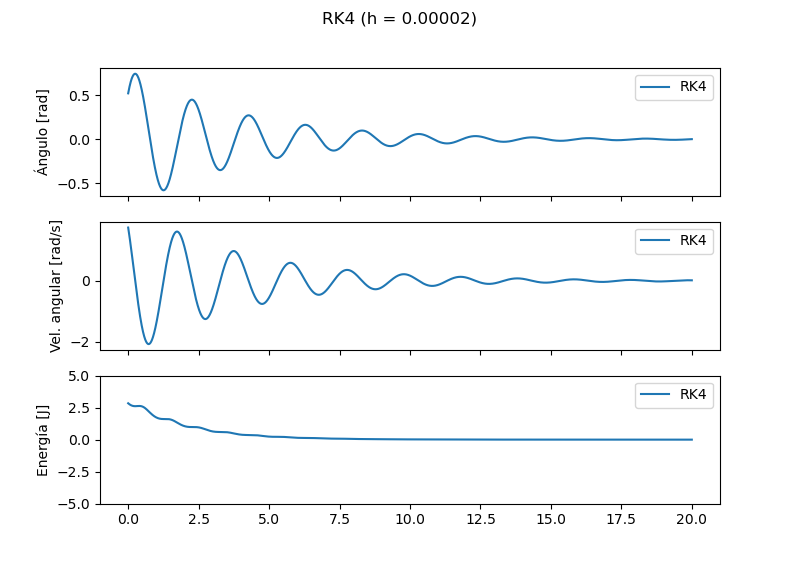 RK4 (h = 0.00002)
Ángulo [rad]
0.5
0.0
−0.5
RK4
Vel. angular [rad/s]
0
−2
RK4
Energía [J]
5.0
2.5
0.0
−2.5
−5.0
RK4
0.0 2.5 5.0 7.5 10.0 12.5 15.0 17.5 20.0